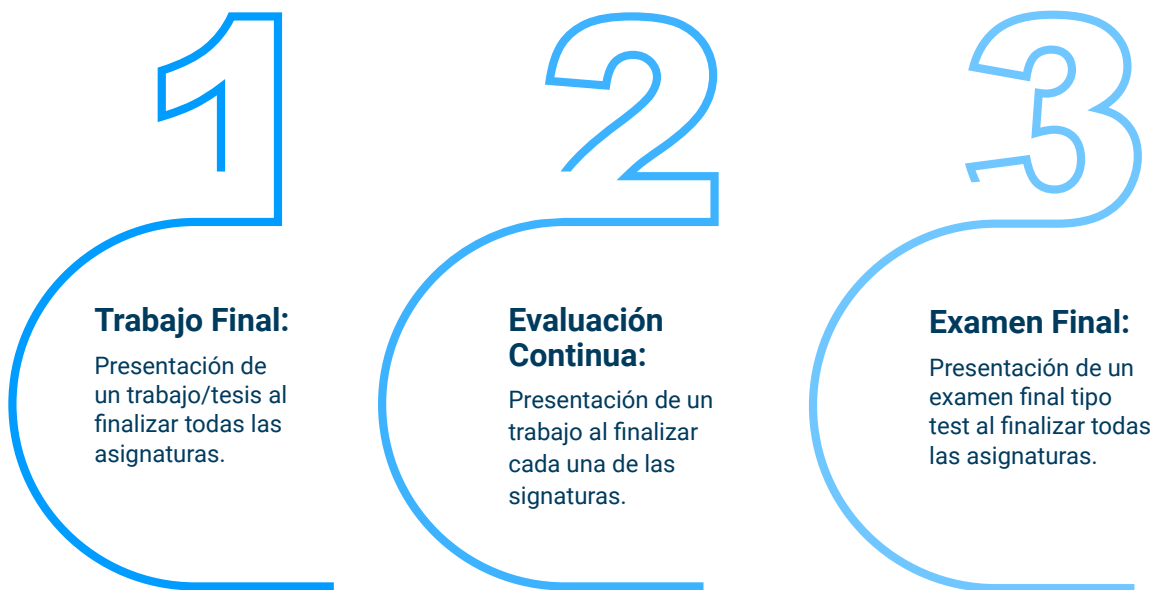 1
Trabajo Final:
Presentación de
un trabajo/tesis al
finalizar todas las
asignaturas.
2
Evaluación
Continua:
Presentación de un
trabajo al finalizar
cada una de las
signaturas.
3
Examen Final:
Presentación de un
examen final tipo
test al finalizar todas
las asignaturas.